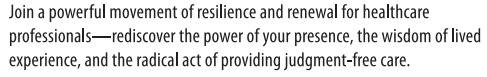 Join a powerful movement of resilience and renewal for healthcare
professionals—rediscover the power of your presence, the wisdom of lived
experience, and the radical act of providing judgment-free care.